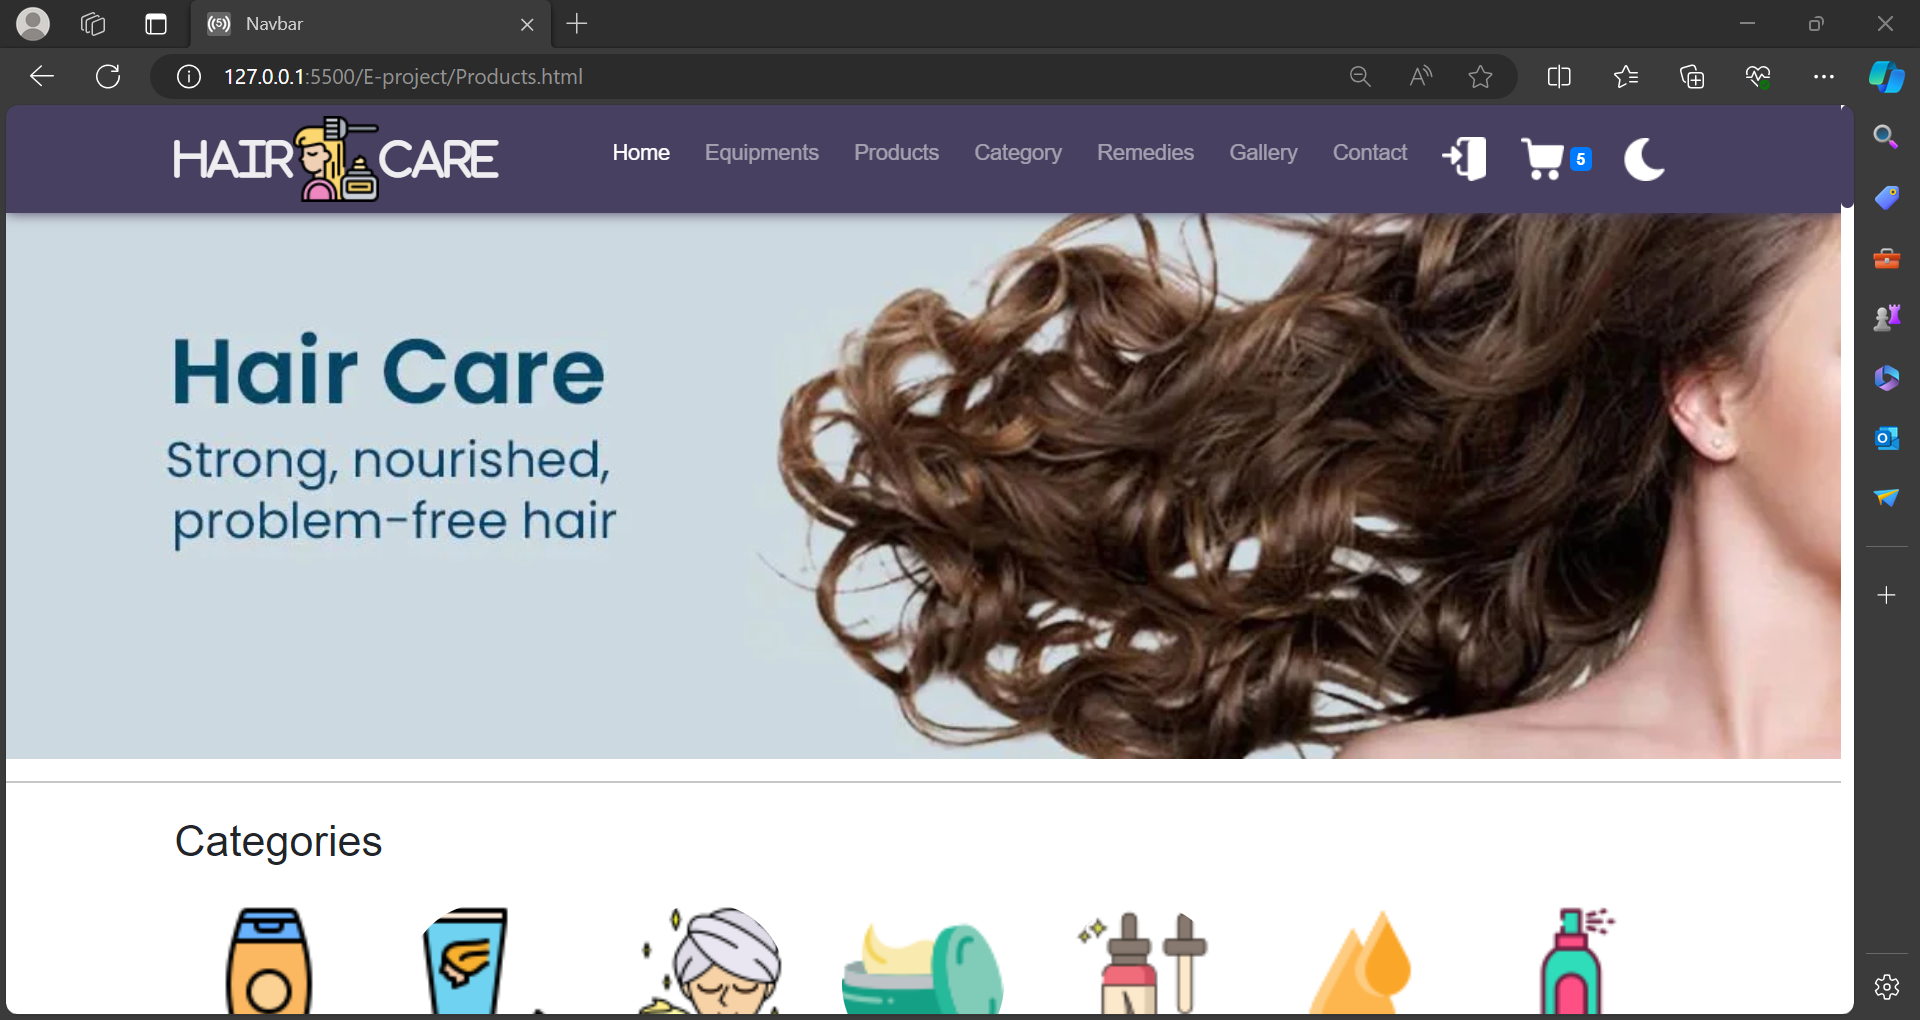 Navbar
127.0.0.1:5500/E-project/Products.html
HAIR CARE
Home Equipments Products Category Remedies Gallery Contact 5
Hair Care
Strong, nourished,
problem-free hair
Categories